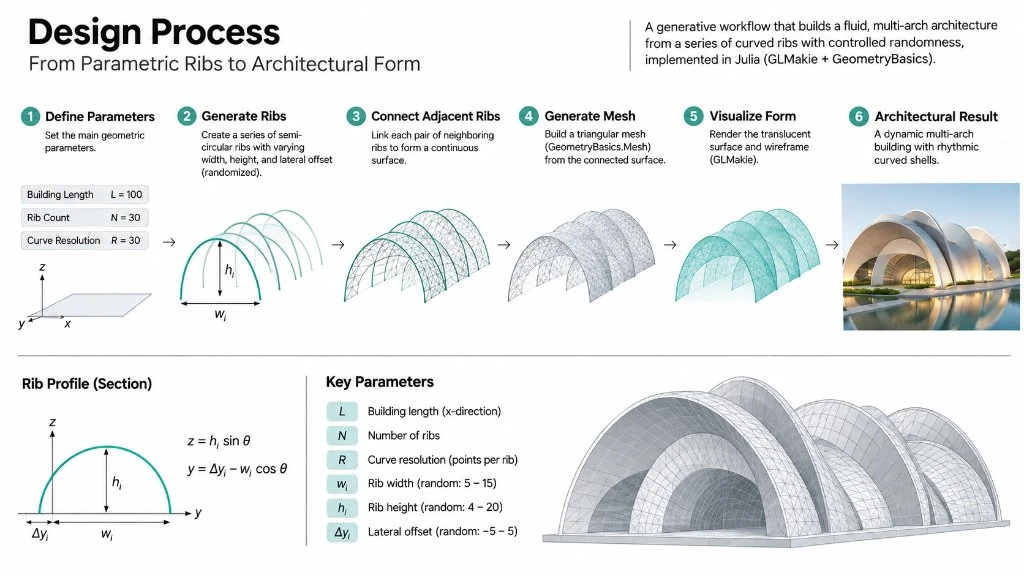 Design Process
From Parametric Ribs to Architectural Form
A generative workflow that builds a fluid, multi-arch architecture
from a series of curved ribs with controlled randomness,
implemented in Julia (GLMakie + GeometryBasics).
1 Define Parameters
Set the main geometric
parameters.
Building Length L = 100
Rib Count N = 30
Curve Resolution R = 30
z
y
x
2 Generate Ribs
Create a series of semi-
circular ribs with varying
width, height, and lateral offset
(randomized).
hᵢ
wᵢ
3 Connect Adjacent Ribs
Link each pair of neighboring
ribs to form a continuous
surface.
4 Generate Mesh
Build a triangular mesh
(GeometryBasics.Mesh)
from the connected surface.
5 Visualize Form
Render the translucent
surface and wireframe
(GLMakie).
6 Architectural Result
A dynamic multi-arch
building with rhythmic
curved shells.
Rib Profile (Section)
z
hᵢ
y
Δyᵢ
wᵢ
z = hᵢ sin θ
y = Δyᵢ − wᵢ cos θ
Key Parameters
L Building length (x-direction)
N Number of ribs
R Curve resolution (points per rib)
wᵢ Rib width (random: 5 – 15)
hᵢ Rib height (random: 4 – 20)
Δyᵢ Lateral offset (random: −5 – 5)